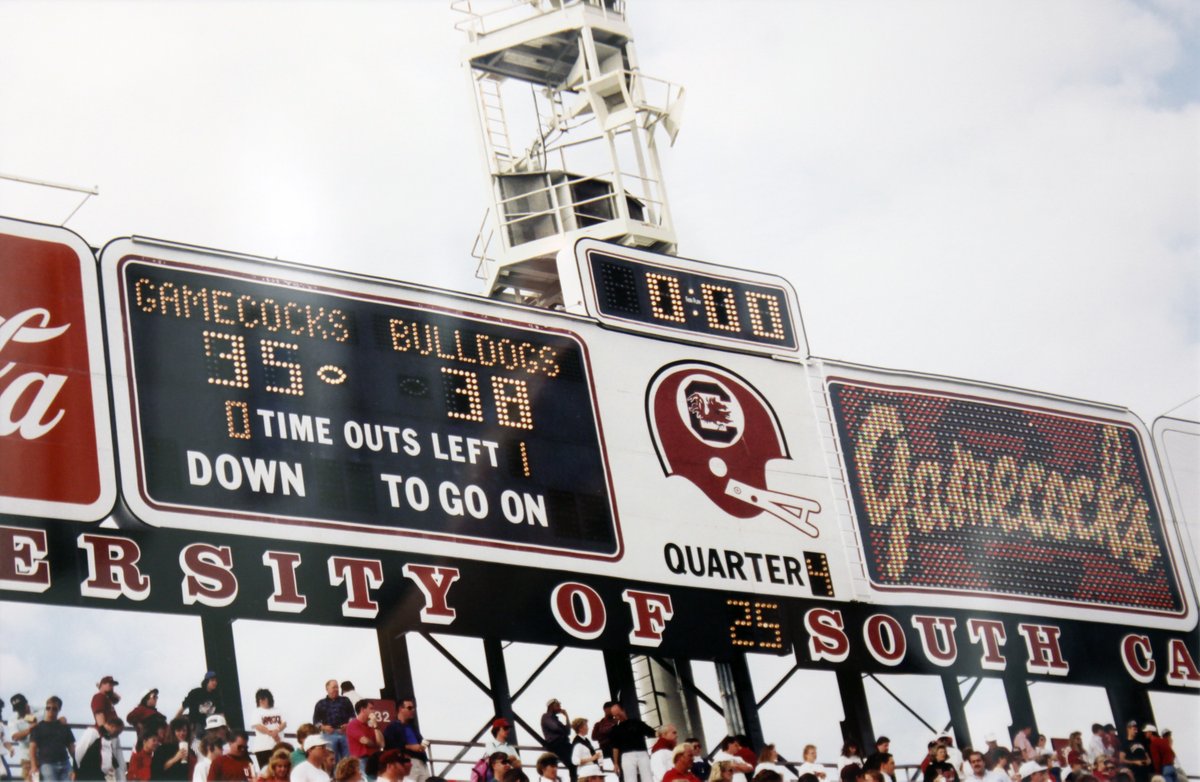 GAMECOCKS BULLDOGS
35 38
0 TIME OUTS LEFT 1
DOWN TO GO ON
0:00
C
QUARTER 4
Gamecocks
ERSITY OF SOUTH CA
25
32